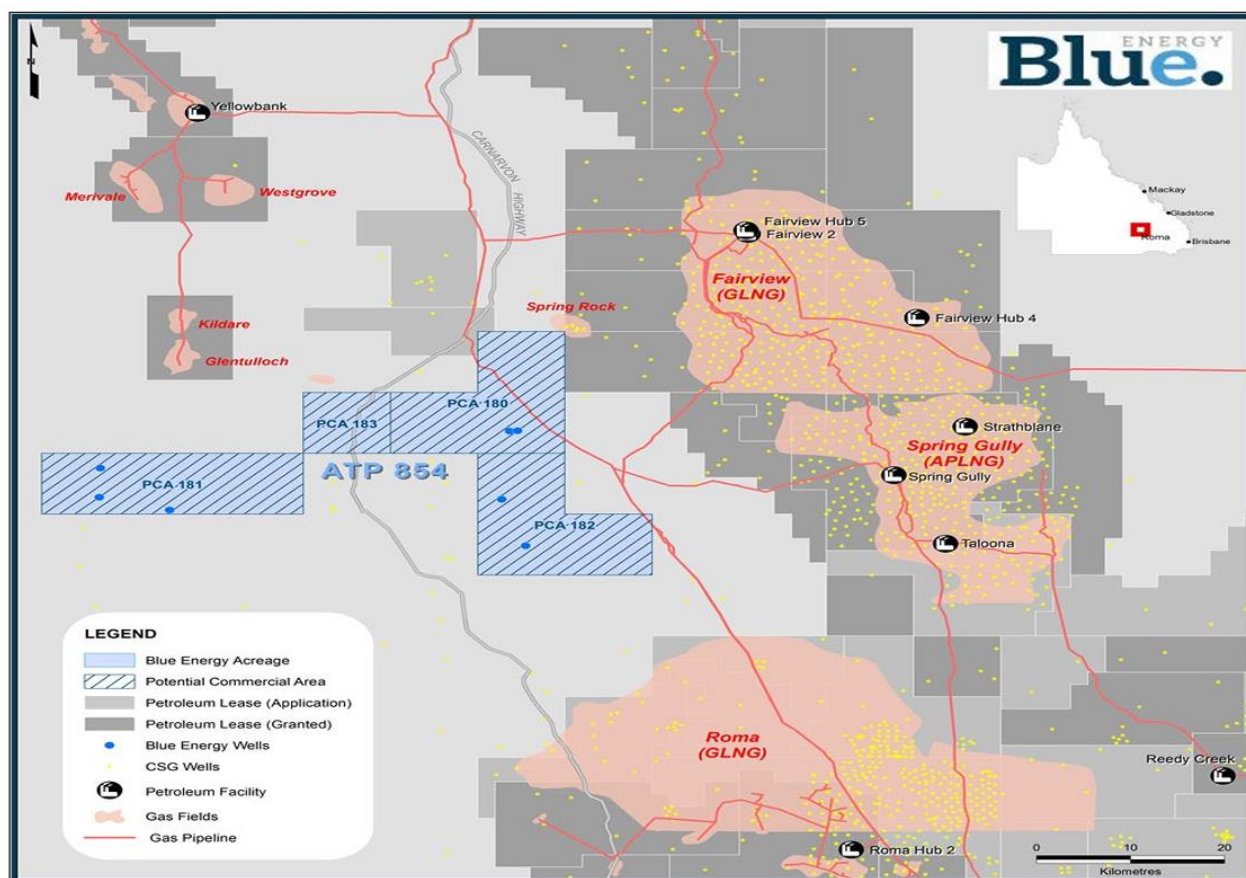 N
ENERGY
Blue.
Yellowbank
CARNARVON HIGHWAY
Merivale
Westgrove
Mackay
Gladstone
Roma
Brisbane
Fairview Hub 5
Fairview 2
Fairview
(GLNG)
Spring Rock
Fairview Hub 4
Kildare
Glentulloch
PCA 180
PCA 183
Strathblane
Spring Gully
(APLNG)
ATP 854
PCA 181
Spring Gully
PCA 182
Taloona
LEGEND
Blue Energy Acreage
Potential Commercial Area
Petroleum Lease (Application)
Petroleum Lease (Granted)
Blue Energy Wells
CSG Wells
Petroleum Facility
Gas Fields
Gas Pipeline
Roma
(GLNG)
Reedy Creek
Roma Hub 2
0 10 20
Kilometres